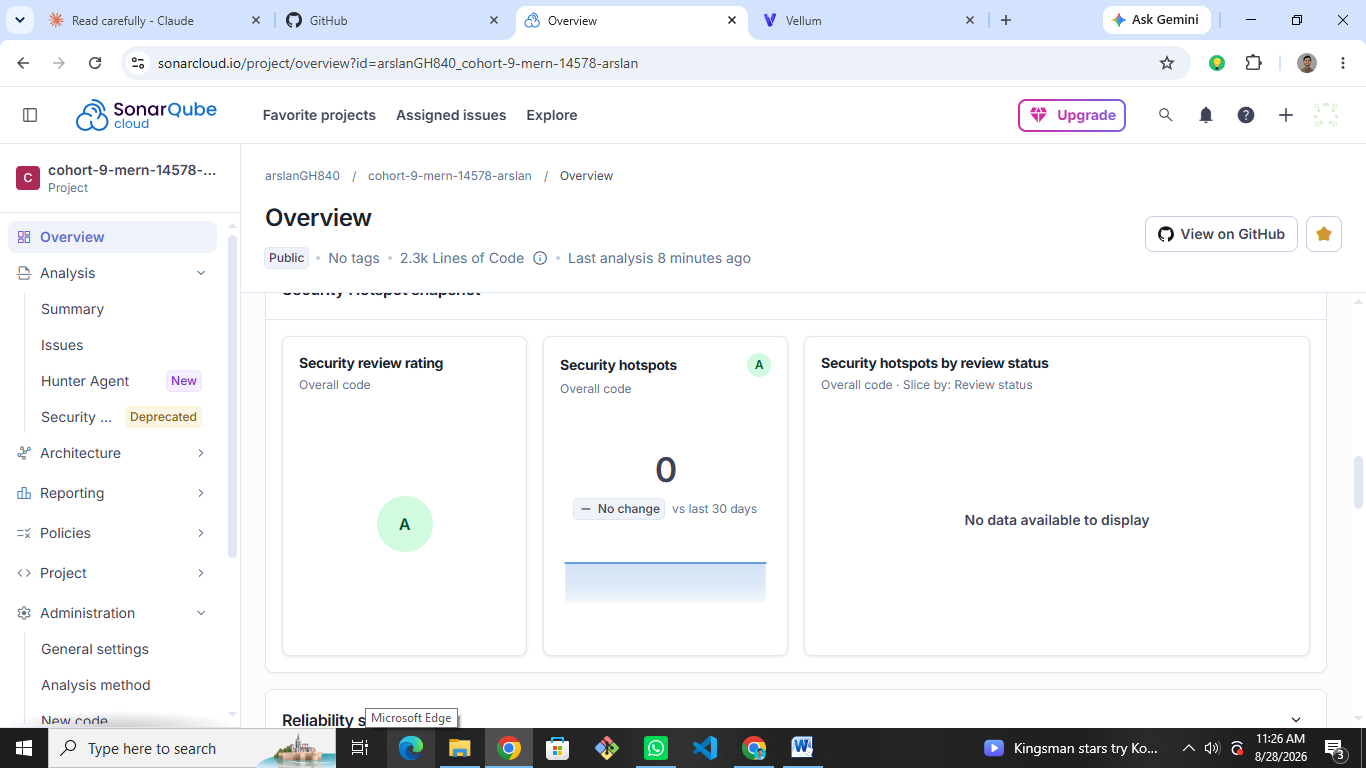 Read carefully - Claude
GitHub
Overview
Vellum
Ask Gemini
sonarcloud.io/project/overview?id=arslanGH840_cohort-9-mern-14578-arslan
SonarQube
cloud
Favorite projects
Assigned issues
Explore
Upgrade
C
cohort-9-mern-14578-...
Project
Overview
Analysis
Summary
Issues
Hunter Agent New
Security ... Deprecated
Architecture
Reporting
Policies
Project
Administration
General settings
Analysis method
New code
arslanGH840 / cohort-9-mern-14578-arslan / Overview
Overview
Public • No tags • 2.3k Lines of Code • Last analysis 8 minutes ago
View on GitHub
Security Hotspot snapshot
Security review rating
Overall code
A
Security hotspots A
Overall code
0
No change vs last 30 days
Security hotspots by review status
Overall code · Slice by: Review status
No data available to display
Reliability s
Microsoft Edge
Type here to search
Kingsman stars try Ko...
11:26 AM
8/28/2026
3